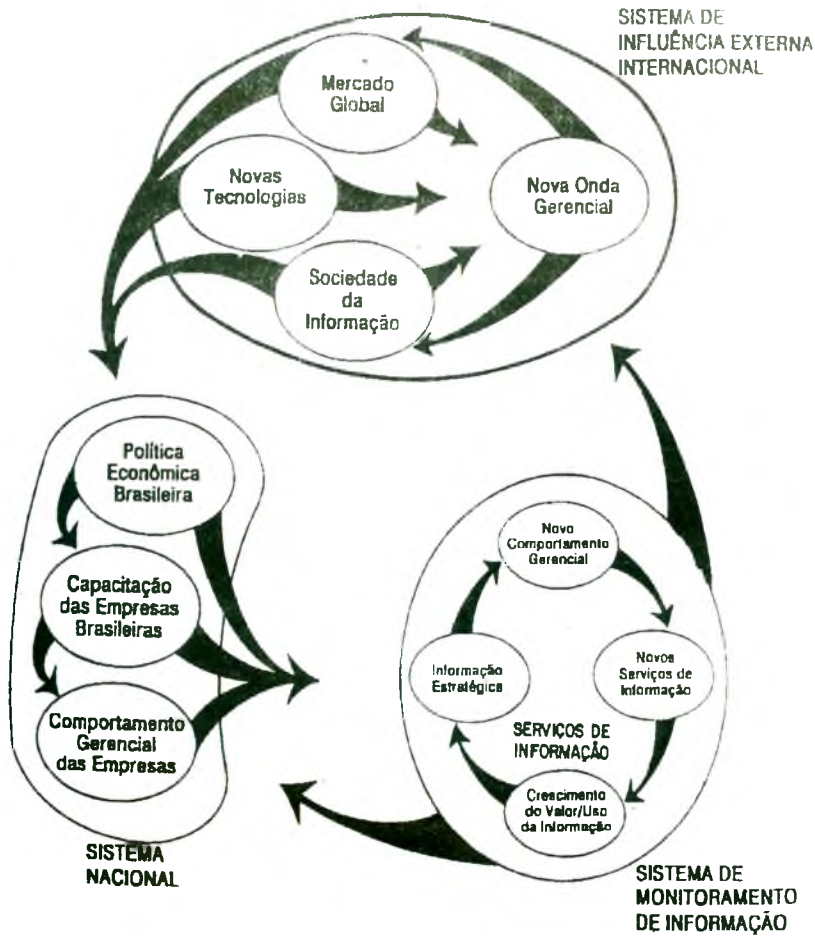 SISTEMA DE
INFLUÊNCIA EXTERNA
INTERNACIONAL
Mercado
Global
Novas
Tecnologias
Nova Onda
Gerencial
Sociedade
da
Informação
Política
Econômica
Brasileira
Capacitação
das Empresas
Brasileiras
Comportamento
Gerencial
das Empresas
SISTEMA
NACIONAL
Novo
Comportamento
Gerencial
Informação
Estratégica
Novos
Serviços de
Informação
SERVIÇOS DE
INFORMAÇÃO
Crescimento
do Valor/Uso
da Informação
SISTEMA DE
MONITORAMENTO
DE INFORMAÇÃO